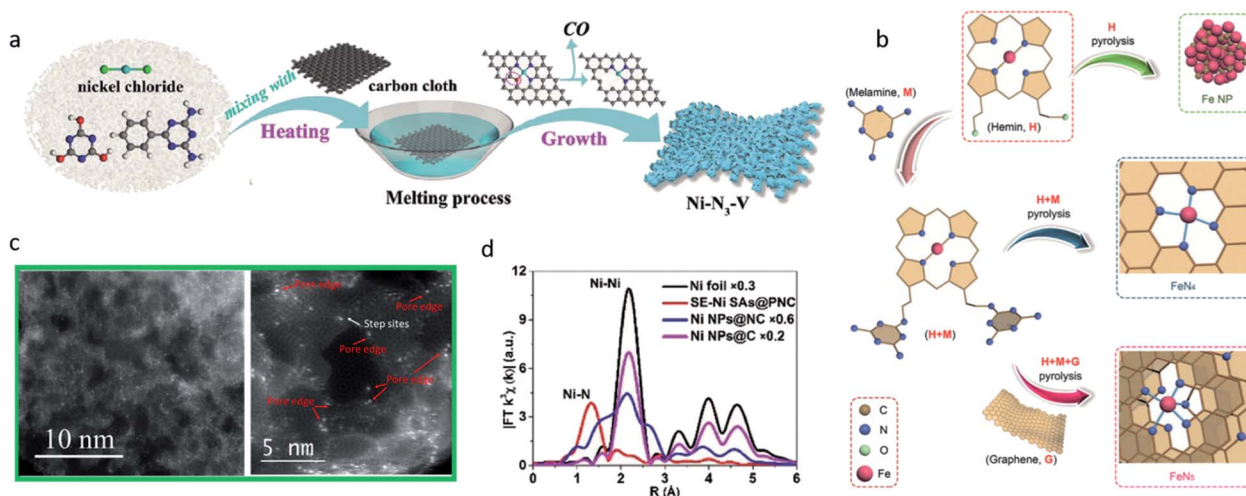 a
nickel chloride
mixing with
Heating
carbon cloth
Melting process
CO
Growth
Ni-N₃-V
b
H
pyrolysis
Fe NP
(Melamine, M)
(Hemin, H)
H+M
pyrolysis
FeN₄
(H+M)
H+M+G
pyrolysis
(Graphene, G)
C
N
O
Fe
FeN₅
c
10 nm
Pore edge
Pore edge
Step sites
Pore edge
Pore edge
Pore edge
5 nm
d
|FT k³χ (k)| (a.u.)
12
9
6
3
0
Ni-Ni
Ni-N
Ni foil ×0.3
SE-Ni SAs@PNC
Ni NPs@NC ×0.6
Ni NPs@C ×0.2
0 1 2 3 4 5 6
R (Å)